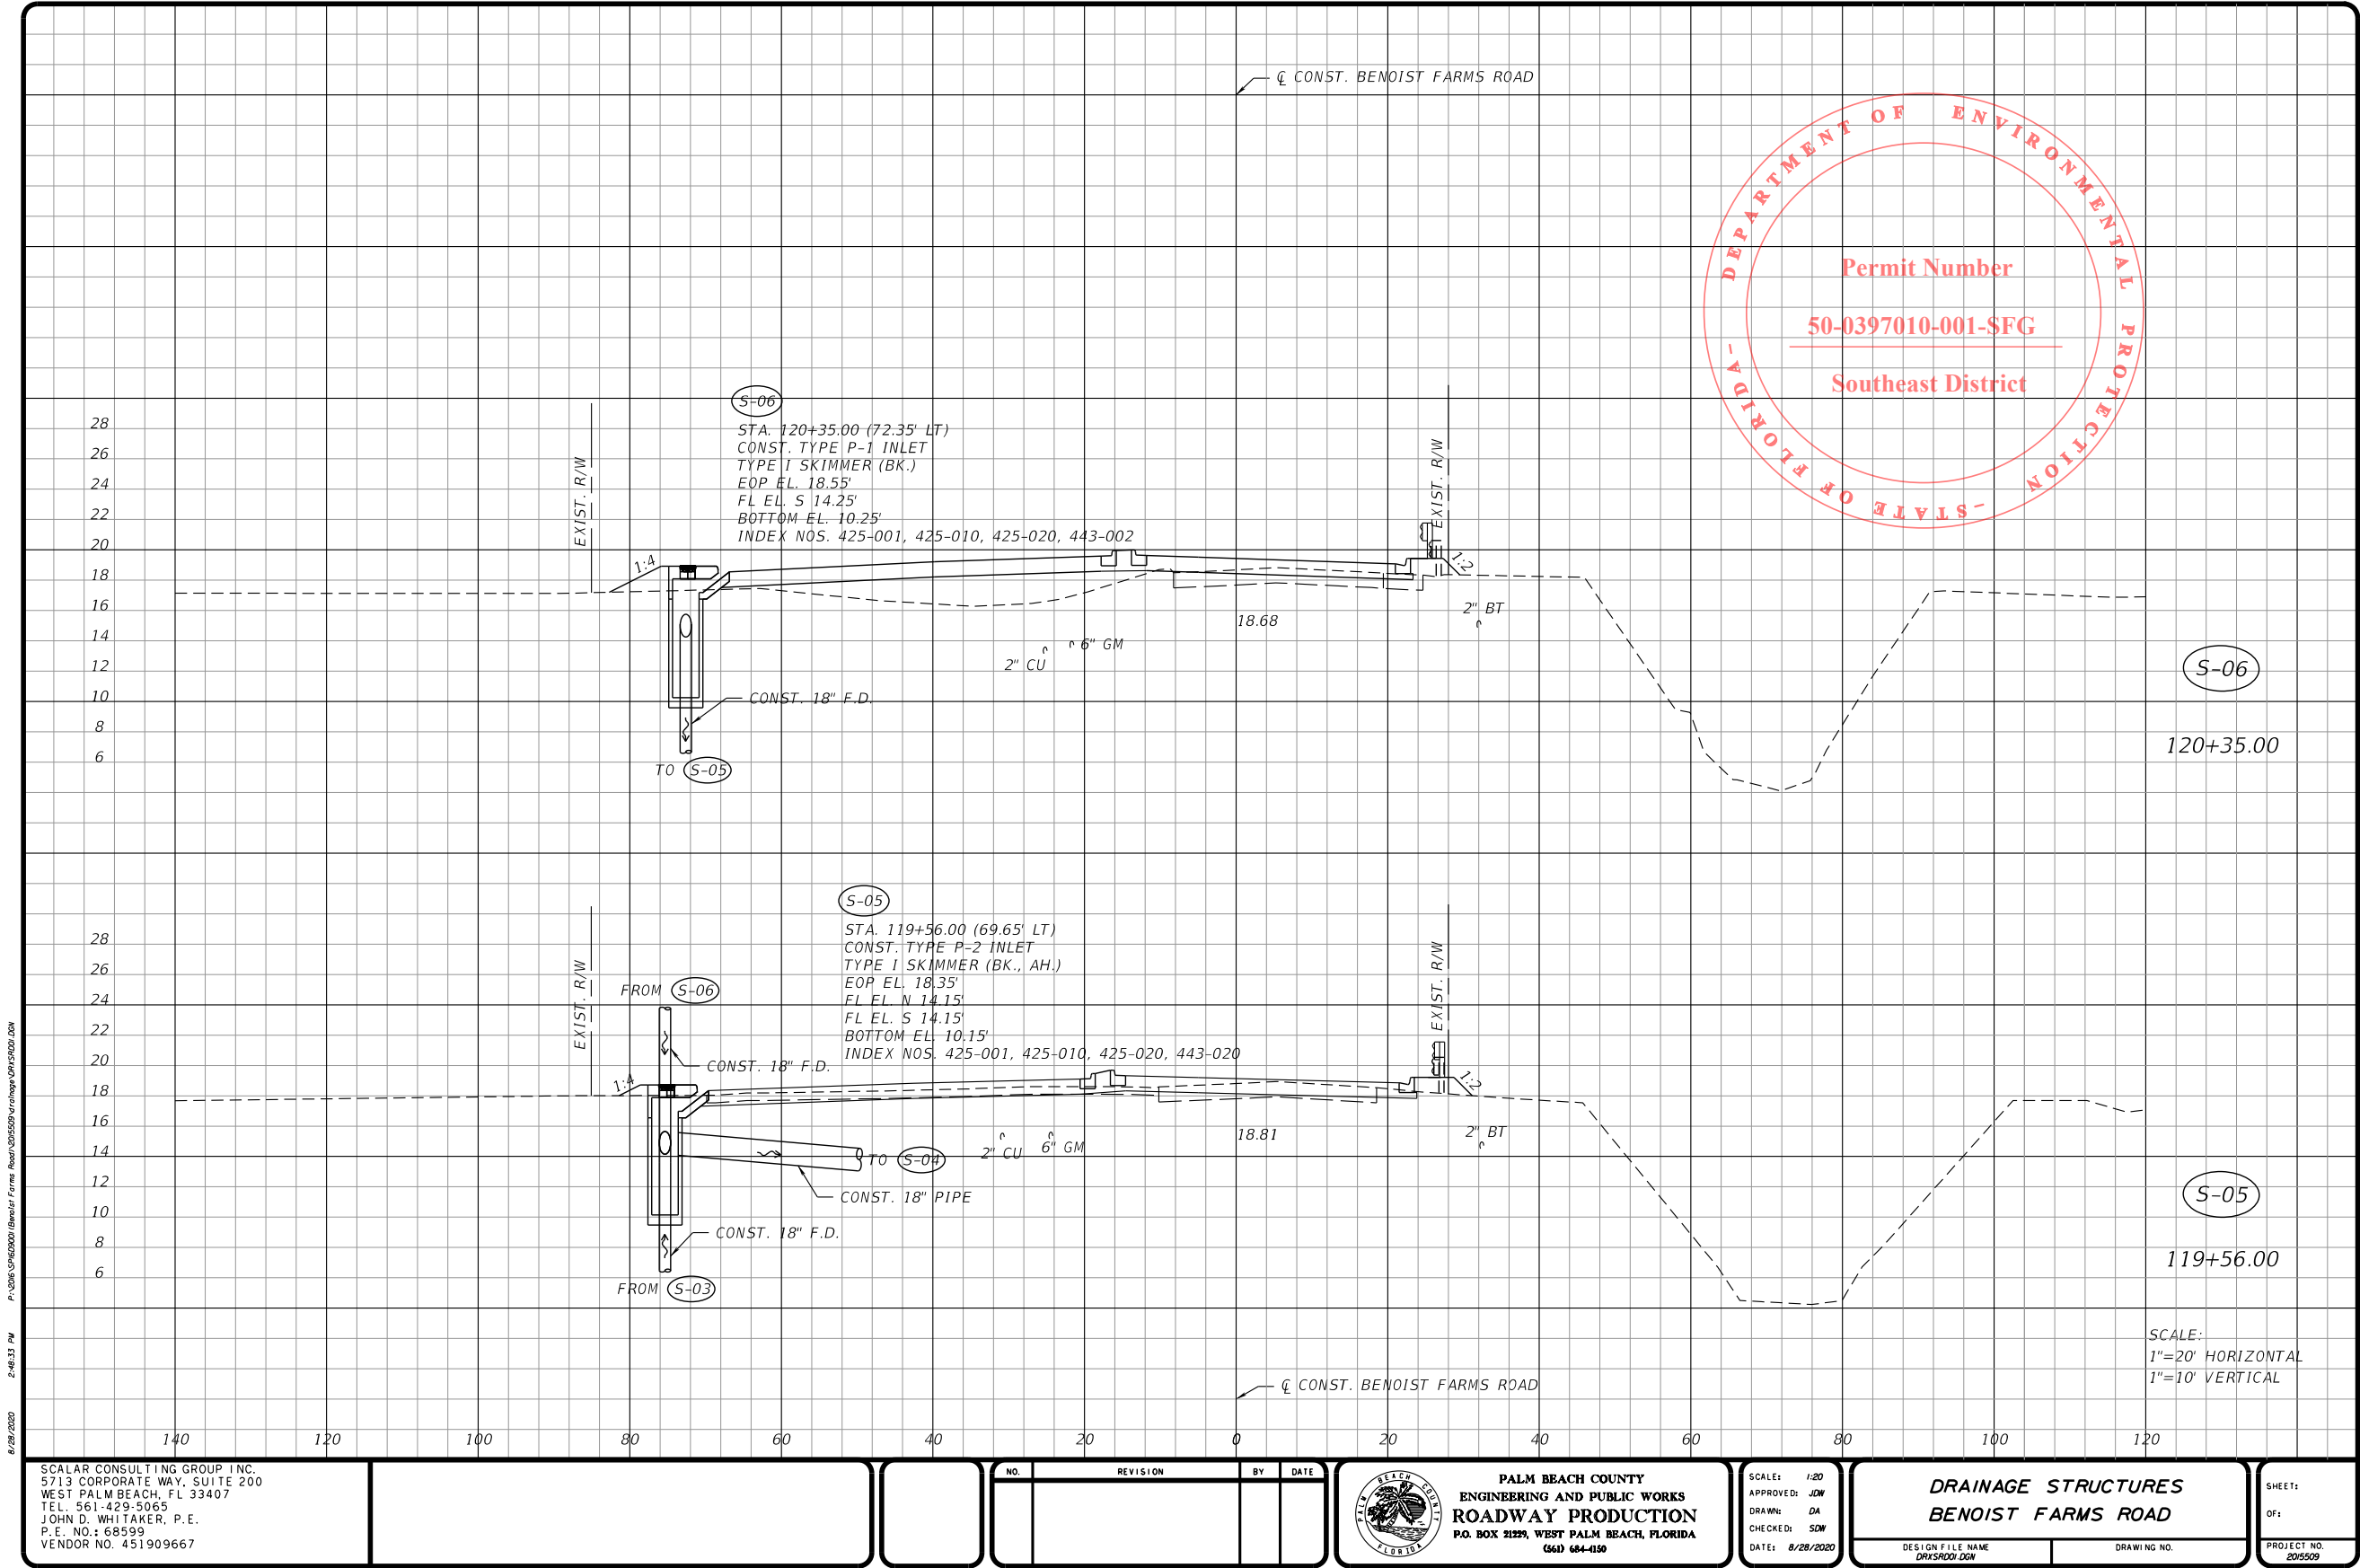 ℄ CONST. BENOIST FARMS ROAD
DEPARTMENT OF ENVIRONMENTAL PROTECTION
-STATE OF FLORIDA-
Permit Number
50-0397010-001-SFG
Southeast District
S-06
STA. 120+35.00 (72.35' LT)
CONST. TYPE P-1 INLET
TYPE I SKIMMER (BK.)
EOP EL. 18.55'
FL EL. S 14.25'
BOTTOM EL. 10.25'
INDEX NOS. 425-001, 425-010, 425-020, 443-002
EXIST. R/W
EXIST. R/W
28
26
24
22
20
18
16
14
12
10
8
6
1:4
1:2
18.68
2" BT
6" GM
2" CU
CONST. 18" F.D.
TO S-05
S-06
120+35.00
S-05
STA. 119+56.00 (69.65' LT)
CONST. TYPE P-2 INLET
TYPE I SKIMMER (BK., AH.)
EOP EL. 18.35'
FL EL. N 14.15'
FL EL. S 14.15'
BOTTOM EL. 10.15'
INDEX NOS. 425-001, 425-010, 425-020, 443-020
EXIST. R/W
EXIST. R/W
28
26
24
22
20
18
16
14
12
10
8
6
FROM S-06
CONST. 18" F.D.
1:4
1:2
18.81
2" BT
2" CU
6" GM
TO S-04
CONST. 18" PIPE
CONST. 18" F.D.
FROM S-03
S-05
119+56.00
SCALE:
1"=20' HORIZONTAL
1"=10' VERTICAL
℄ CONST. BENOIST FARMS ROAD
140 120 100 80 60 40 20 0 20 40 60 80 100 120
P:\2016\SP16D9001 (Benoist Farms Road)\2015509\drainage\DRXSRD01.DGN
2:48:33 PM
8/28/2020
SCALAR CONSULTING GROUP INC.
5713 CORPORATE WAY, SUITE 200
WEST PALM BEACH, FL 33407
TEL. 561-429-5065
JOHN D. WHITAKER, P.E.
P.E. NO.: 68599
VENDOR NO. 451909667
NO. REVISION BY DATE
PALM BEACH COUNTY
FLORIDA
PALM BEACH COUNTY
ENGINEERING AND PUBLIC WORKS
ROADWAY PRODUCTION
P.O. BOX 21229, WEST PALM BEACH, FLORIDA
(561) 684-4150
SCALE: 1:20
APPROVED: JDW
DRAWN: DA
CHECKED: SDW
DATE: 8/28/2020
DRAINAGE STRUCTURES
BENOIST FARMS ROAD
DESIGN FILE NAME
DRXSRD01.DGN
DRAWING NO.
SHEET:
OF:
PROJECT NO.
2015509